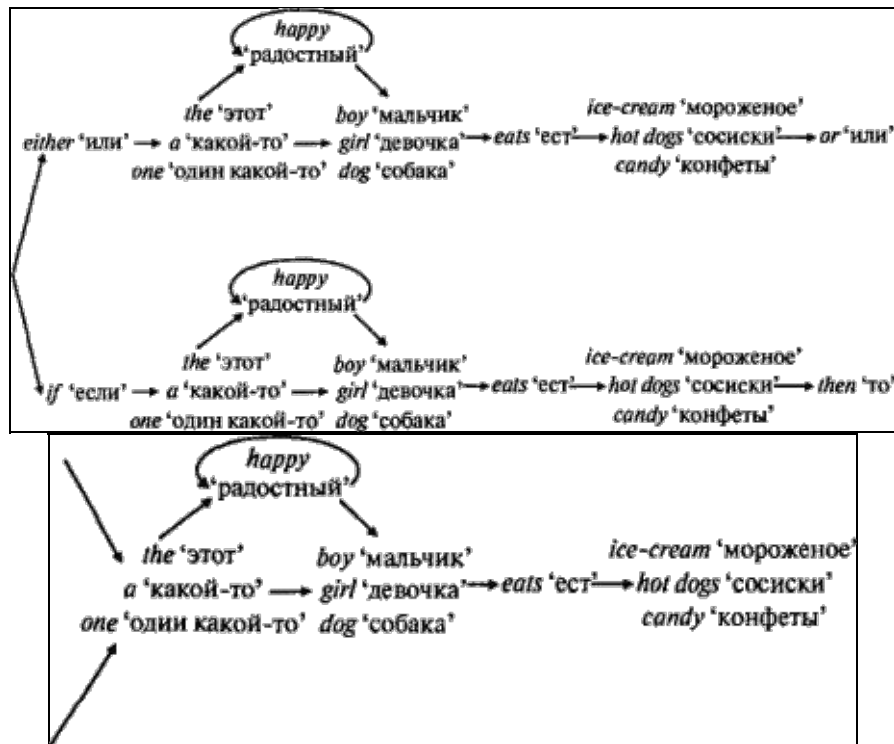 happy
‘радостный’
the ‘этот’
boy ‘мальчик’
ice-cream ‘мороженое’
either ‘или’ a ‘какой-то’ girl ‘девочка’ eats ‘ест’ hot dogs ‘сосиски’ or ‘или’
one ‘один какой-то’ dog ‘собака’ candy ‘конфеты’
happy
‘радостный’
the ‘этот’ boy ‘мальчик’ ice-cream ‘мороженое’
if ‘если’ a ‘какой-то’ girl ‘девочка’ eats ‘ест’ hot dogs ‘сосиски’ then ‘то’
one ‘один какой-то’ dog ‘собака’ candy ‘конфеты’
happy
‘радостный’
the ‘этот’ boy ‘мальчик’ ice-cream ‘мороженое’
a ‘какой-то’ girl ‘девочка’ eats ‘ест’ hot dogs ‘сосиски’
one ‘одии какой-то’ dog ‘собака’ candy ‘конфеты’